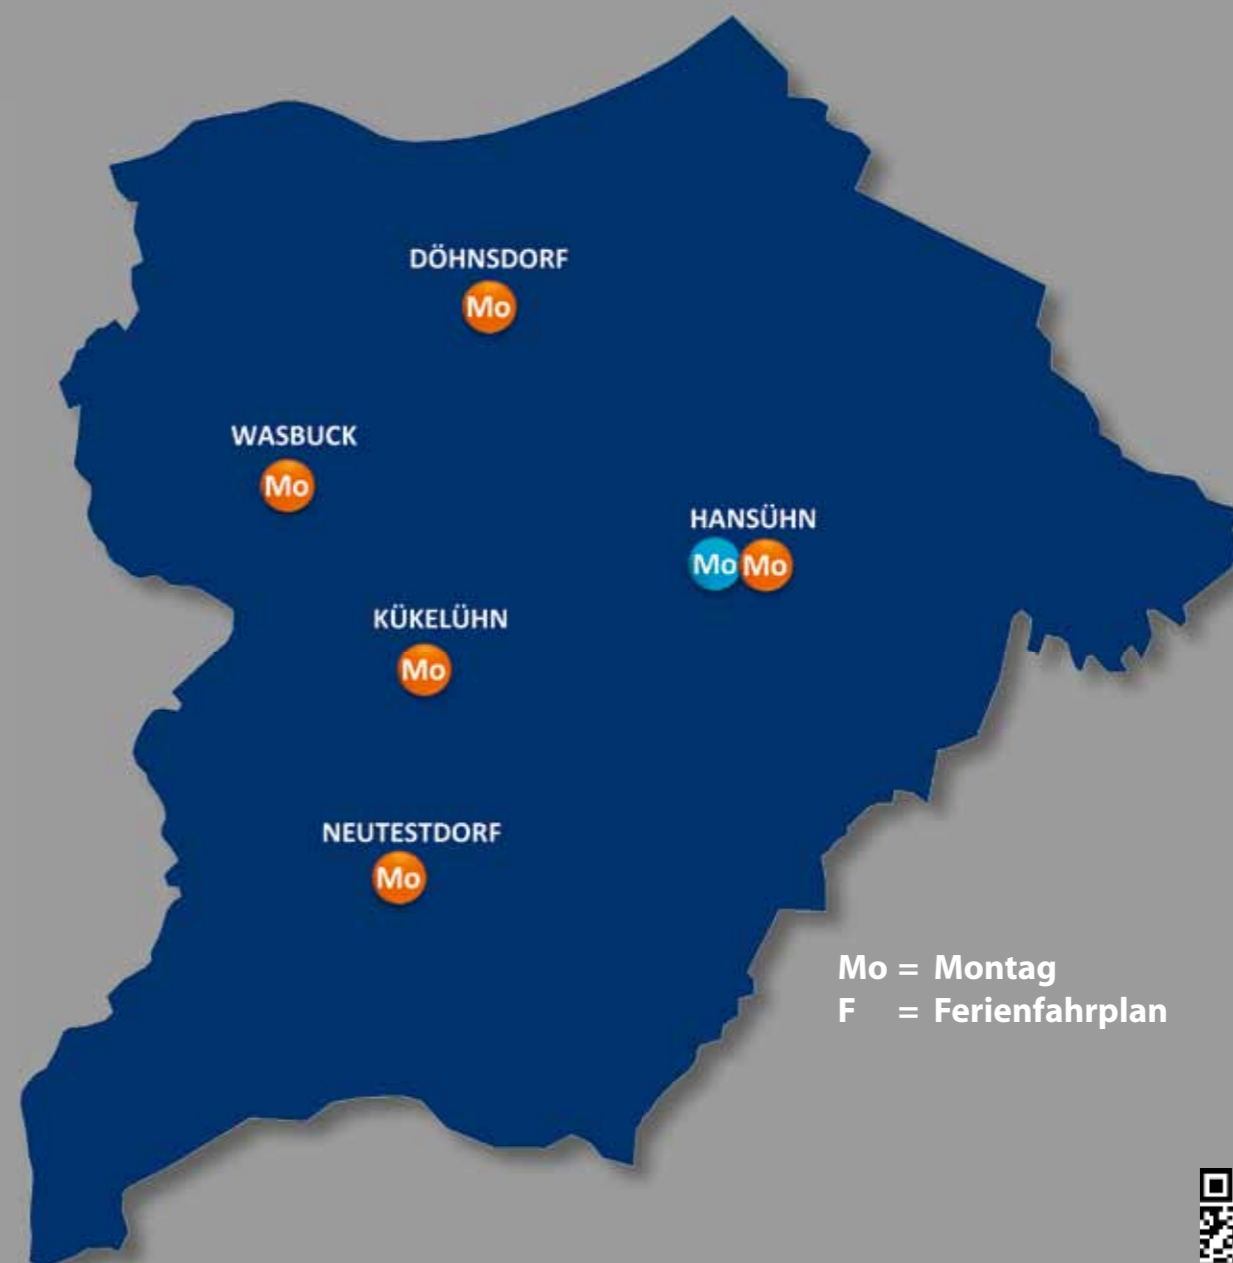 DÖHNSDORF
Mo
WASBUCK
Mo
HANSÜHN
Mo Mo
KÜKELÜHN
Mo
NEUTESTDORF
Mo
Mo = Montag
F = Ferienfahrplan